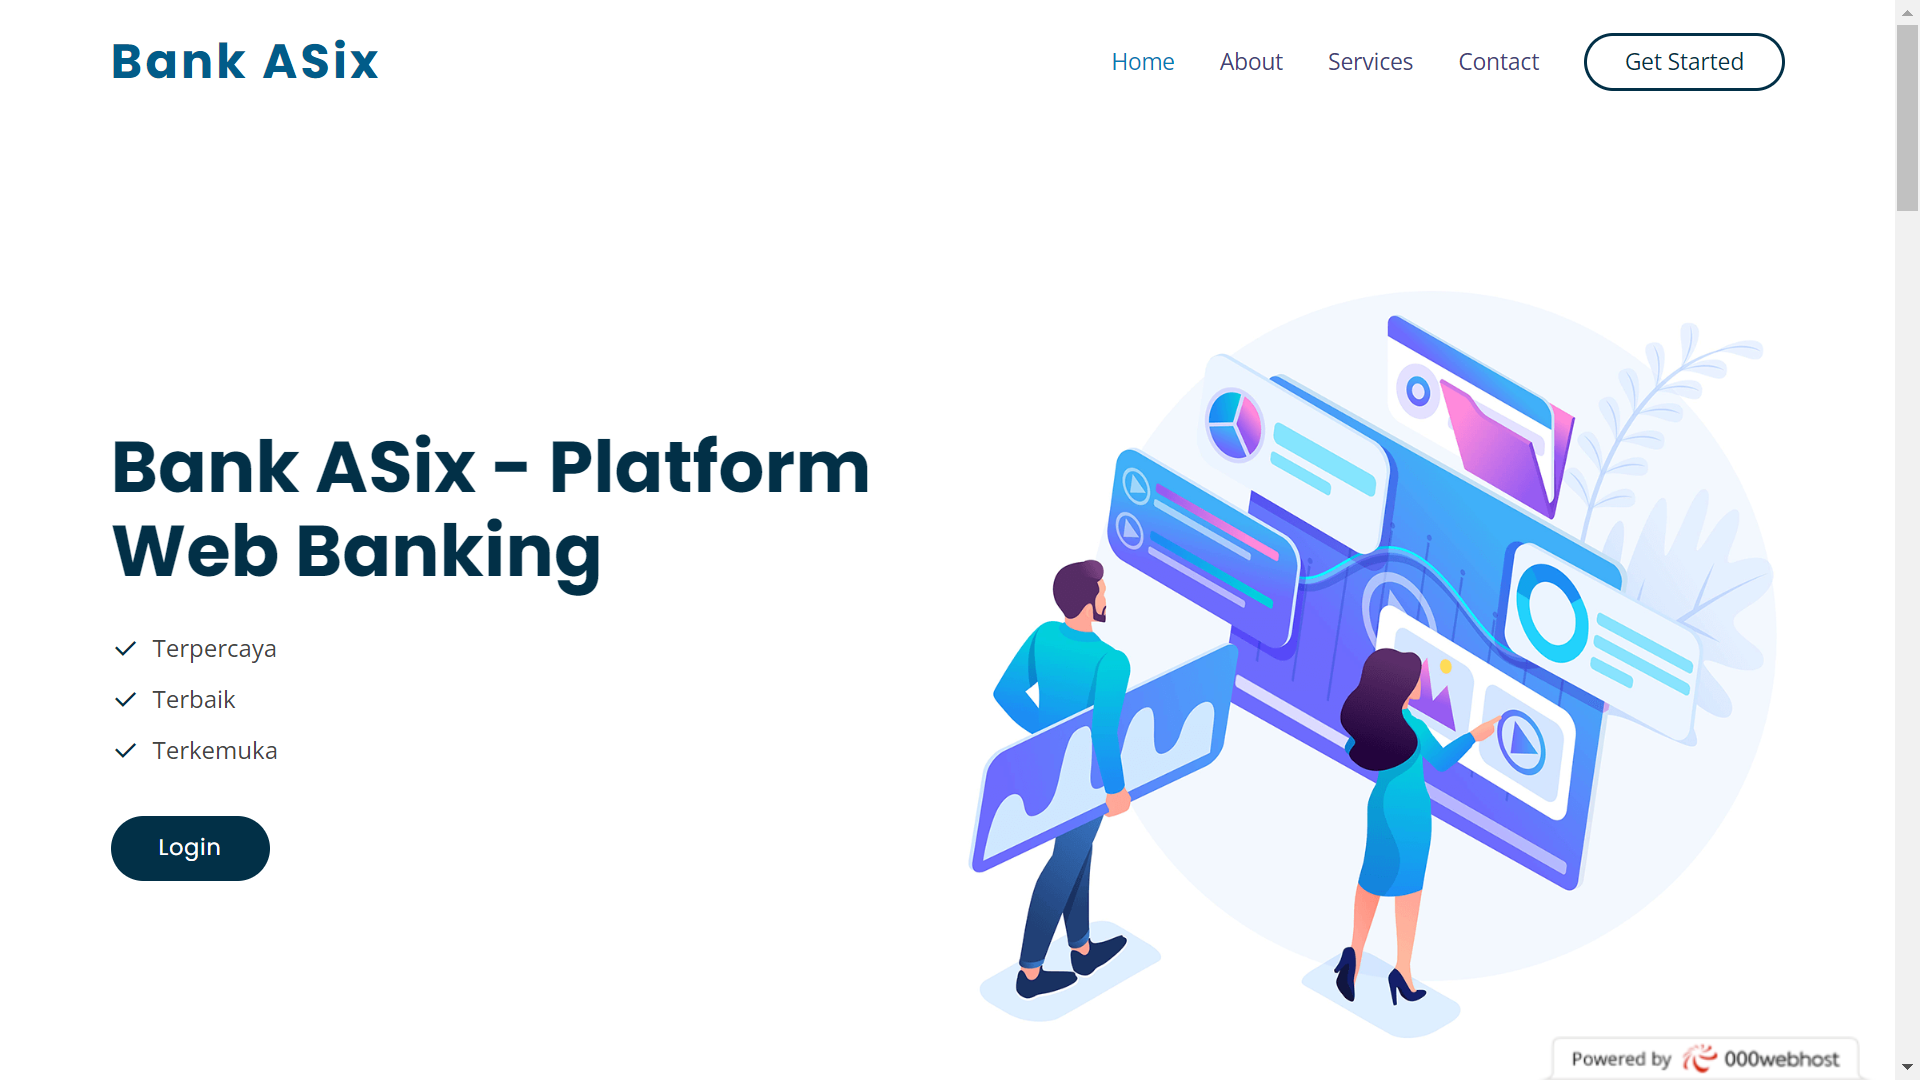 Bank ASix
Home
About
Services
Contact
Get Started
Bank ASix - Platform
Web Banking
Terpercaya
Terbaik
Terkemuka
Login
Powered by 000webhost